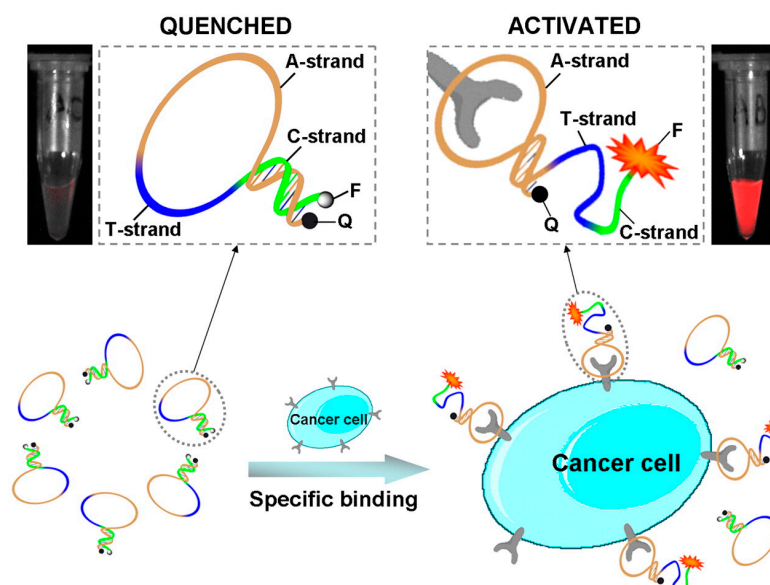 QUENCHED
A-strand
C-strand
F
Q
T-strand
ACTIVATED
A-strand
T-strand
F
Q
C-strand
Cancer cell
Specific binding
Cancer cell